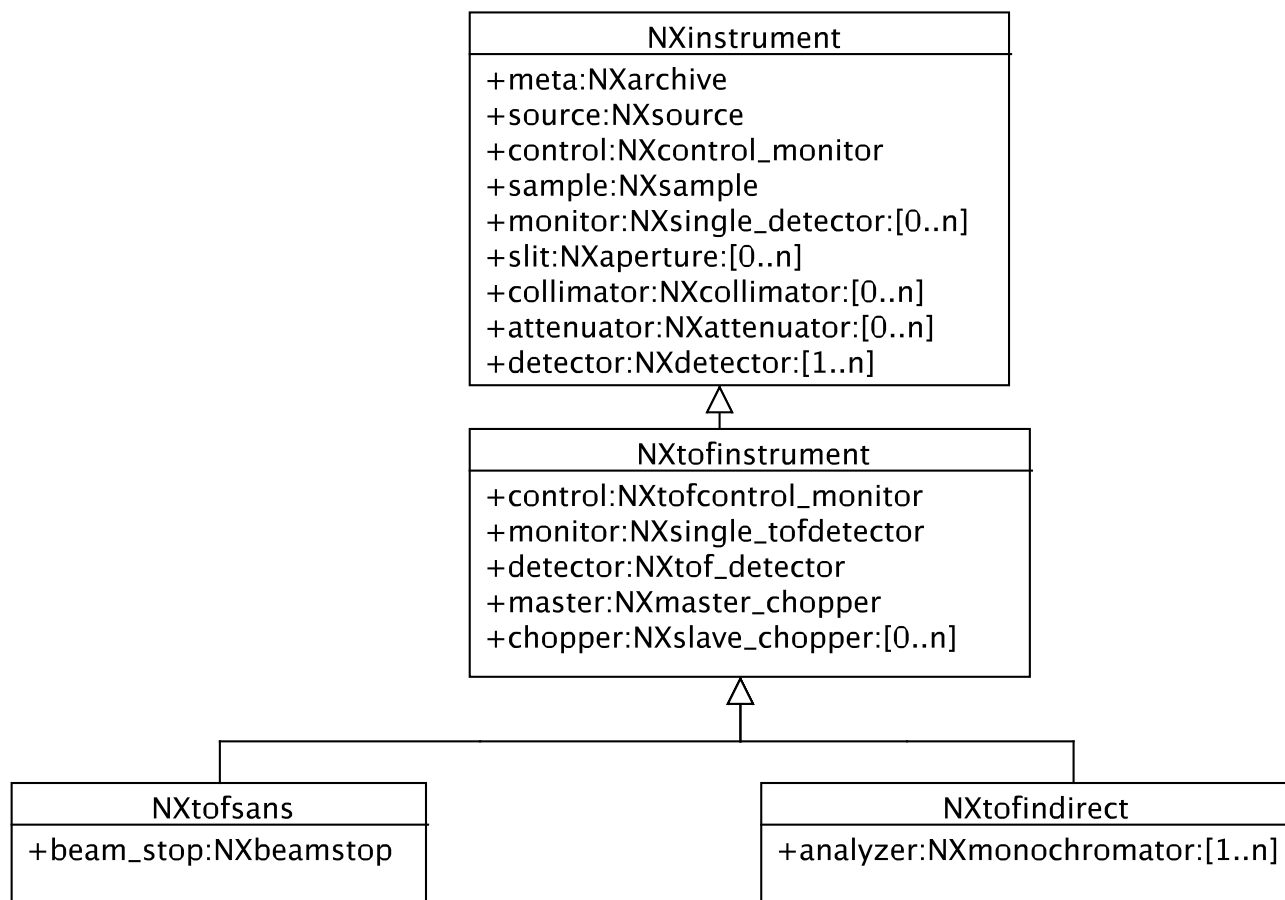 NXinstrument
+meta:NXarchive
+source:NXsource
+control:NXcontrol_monitor
+sample:NXsample
+monitor:NXsingle_detector:[0..n]
+slit:NXaperture:[0..n]
+collimator:NXcollimator:[0..n]
+attenuator:NXattenuator:[0..n]
+detector:NXdetector:[1..n]
NXtofinstrument
+control:NXtofcontrol_monitor
+monitor:NXsingle_tofdetector
+detector:NXtof_detector
+master:NXmaster_chopper
+chopper:NXslave_chopper:[0..n]
NXtofsans
+beam_stop:NXbeamstop
NXtofindirect
+analyzer:NXmonochromator:[1..n]